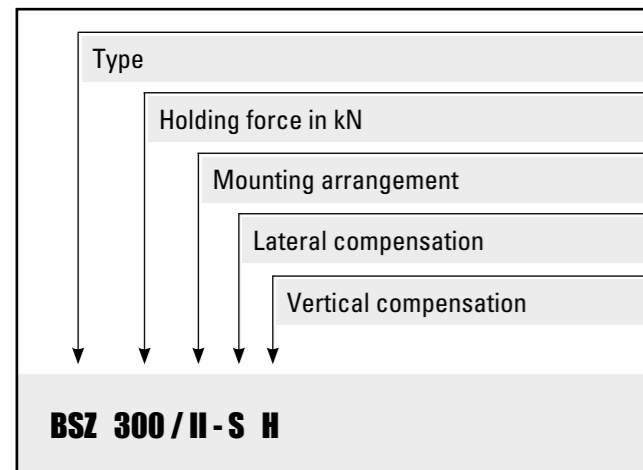 Type
Holding force in kN
Mounting arrangement
Lateral compensation
Vertical compensation
BSZ 300 / II - S H